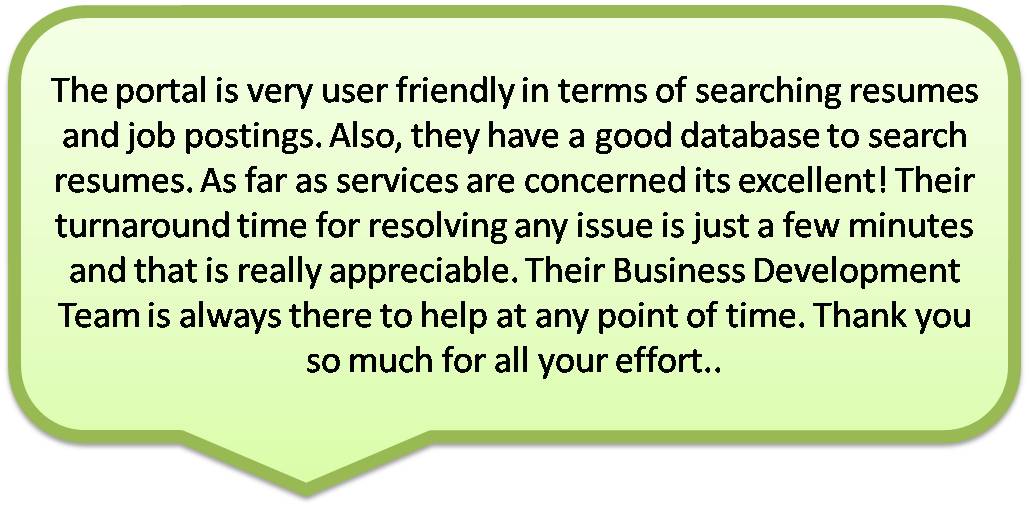 The portal is very user friendly in terms of searching resumes
and job postings. Also, they have a good database to search
resumes. As far as services are concerned its excellent! Their
turnaround time for resolving any issue is just a few minutes
and that is really appreciable. Their Business Development
Team is always there to help at any point of time. Thank you
so much for all your effort..